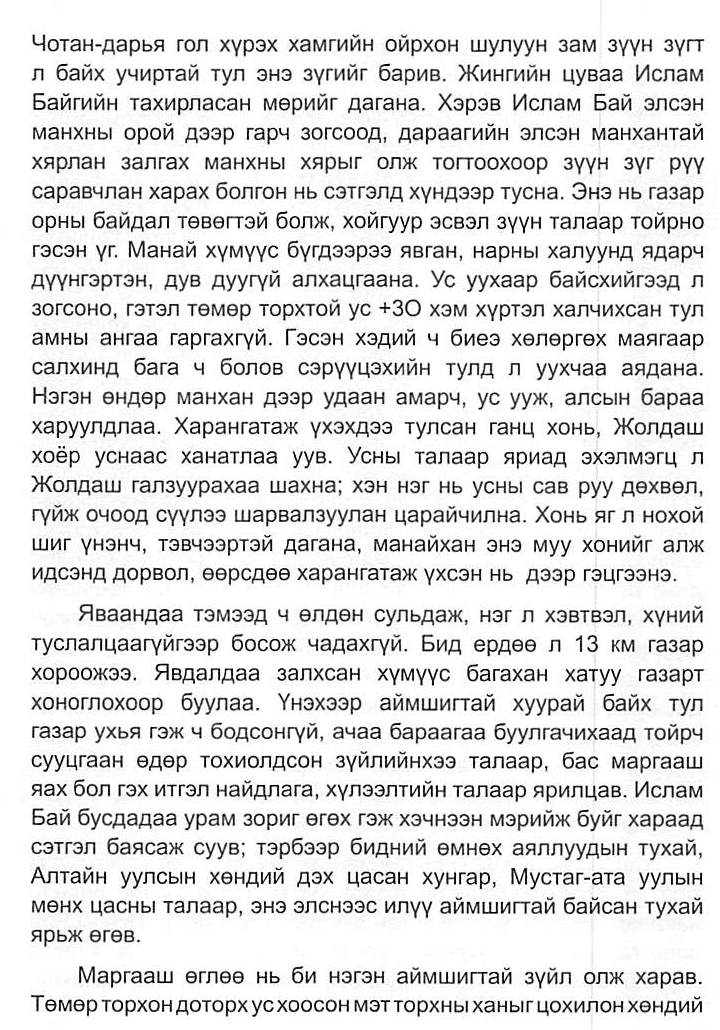 Чотан-дарья гол хүрэх хамгийн ойрхон шулуун зам зүүн зүгт
л байх учиртай тул энэ зүгийг барив. Жингийн цуваа Ислам
Байгийн тахирласан мөрийг дагана. Хэрэв Ислам Бай элсэн
манхны орой дээр гарч зогсоод, дараагийн элсэн манхантай
хярлан залгах манхны хярыг олж тогтоохоор зүүн зүг рүү
саравчлан харах болгон нь сэтгэлд хүндээр тусна. Энэ нь газар
орны байдал төвөгтэй болж, хойгуур эсвэл зүүн талаар тойрно
гэсэн үг. Манай хүмүүс бүгдээрээ явган, нарны халуунд ядарч
дүүнгэртэн, дув дуугүй алхацгаана. Ус уухаар байсхийгээд л
зогсоно, гэтэл төмөр торхтой ус +3О хэм хүртэл халчихсан тул
амны ангаа гаргахгүй. Гэсэн хэдий ч биеэ хөлөргөх маягаар
салхинд бага ч болов сэрүүцэхийн тулд л уухчаа аядана.
Нэгэн өндөр манхан дээр удаан амарч, ус ууж, алсын бараа
харуулдлаа. Харангатаж үхэхдээ тулсан ганц хонь, Жолдаш
хоёр уснаас ханатлаа уув. Усны талаар яриад эхэлмэгц л
Жолдаш галзуурахаа шахна; хэн нэг нь усны сав руу дөхвөл,
гүйж очоод сүүлээ шарвалзуулан царайчилна. Хонь яг л нохой
шиг үнэнч, тэвчээртэй дагана, манайхан энэ муу хонийг алж
идсэнд дорвол, өөрсдөө харангатаж үхсэн нь дээр гэцгээнэ.
Яваандаа тэмээд ч өлдөн сульдаж, нэг л хэвтвэл, хүний
туслалцаагүйгээр босож чадахгүй. Бид ердөө л 13 км газар
хороожээ. Явдалдаа залхсан хүмүүс багахан хатуу газарт
хоноглохоор буулаа. Үнэхээр аймшигтай хуурай байх тул
газар ухья гэж ч бодсонгүй, ачаа бараагаа буулгачихаад тойрч
сууцгаан өдөр тохиолдсон зүйлийнхээ талаар, бас маргааш
яах бол гэх итгэл найдлага, хүлээлтийн талаар ярилцав. Ислам
Бай бусдадаа урам зориг өгөх гэж хэчнээн мэрийж буйг хараад
сэтгэл баясаж суув; тэрбээр бидний өмнөх аяллуудын тухай,
Алтайн уулсын хөндий дэх цасан хунгар, Мустаг-ата уулын
мөнх цасны талаар, энэ элснээс илүү аймшигтай байсан тухай
ярьж өгөв.
Маргааш өглөө нь би нэгэн аймшигтай зүйл олж харав.
Төмөр торхон доторх ус хоосон мэт торхны ханыг цохилон хөндий